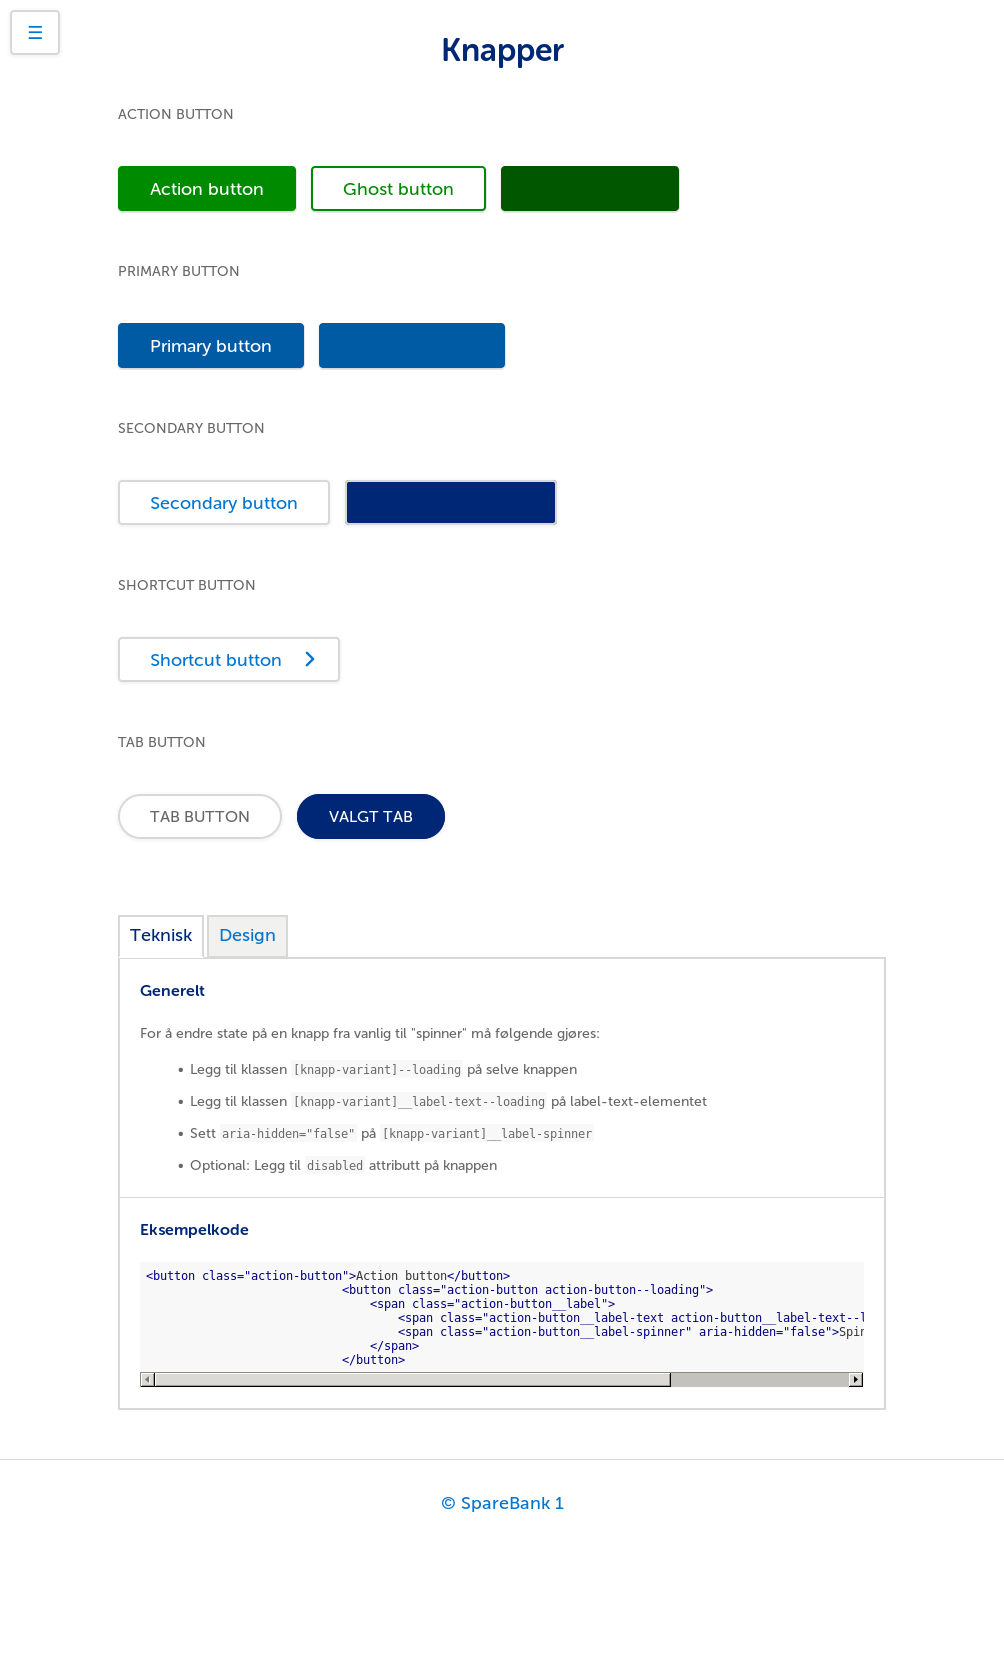 ☰
Knapper
ACTION BUTTON
Action button Ghost button
PRIMARY BUTTON
Primary button
SECONDARY BUTTON
Secondary button
SHORTCUT BUTTON
Shortcut button
TAB BUTTON
TAB BUTTON VALGT TAB
Teknisk Design
Generelt
For å endre state på en knapp fra vanlig til "spinner" må følgende gjøres:
• Legg til klassen [knapp-variant]--loading på selve knappen
• Legg til klassen [knapp-variant]__label-text--loading på label-text-elementet
• Sett aria-hidden="false" på [knapp-variant]__label-spinner
• Optional: Legg til disabled attributt på knappen
Eksempelkode
<button class="action-button">Action button</button>
<button class="action-button action-button--loading">
<span class="action-button__label">
<span class="action-button__label-text action-button__label-text--l
<span class="action-button__label-spinner" aria-hidden="false">Spin
</span>
</button>
© SpareBank 1